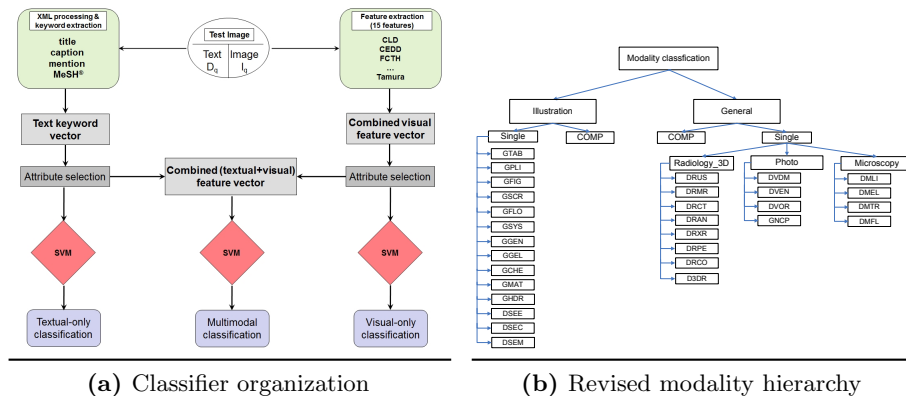 XML processing &
keyword extraction
title
caption
mention
MeSH®
Test Image
Text Image
Dq Iq
Feature extraction
(15 features)
CLD
CEDD
FCTH
...
Tamura
Text keyword
vector
Combined visual
feature vector
Attribute selection
Combined (textual+visual)
feature vector
Attribute selection
SVM
SVM
SVM
Textual-only
classification
Multimodal
classification
Visual-only
classification
(a) Classifier organization
Modality classfication
Illustration
General
Single
COMP
COMP
Single
GTAB
GPLI
GFIG
GSCR
GFLO
GSYS
GGEN
GGEL
GCHE
GMAT
GHDR
DSEE
DSEC
DSEM
Radiology_3D
DRUS
DRMR
DRCT
DRAN
DRXR
DRPE
DRCO
D3DR
Photo
DVDM
DVEN
DVOR
GNCP
Microscopy
DMLI
DMEL
DMTR
DMFL
(b) Revised modality hierarchy